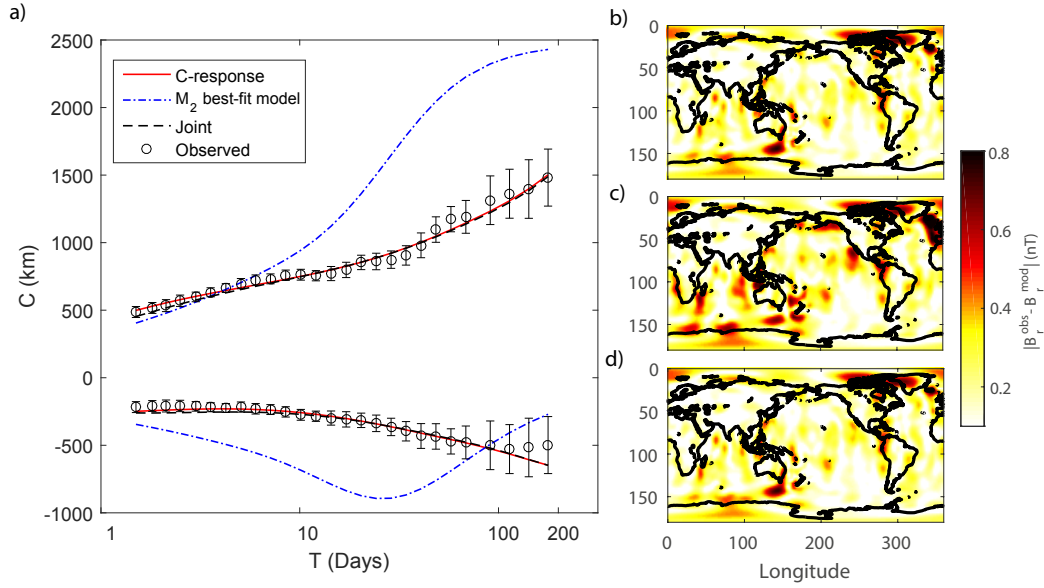 a)
2500
2000
1500
1000
500
0
-500
-1000
C (km)
C-response
M2 best-fit model
Joint
Observed
1
10
100
200
T (Days)
b)
0
50
100
150
c)
0
50
100
150
d)
0
50
100
150
0
100
200
300
Longitude
0.8
0.6
0.4
0.2
|B_r^obs - B_r^mod| (nT)